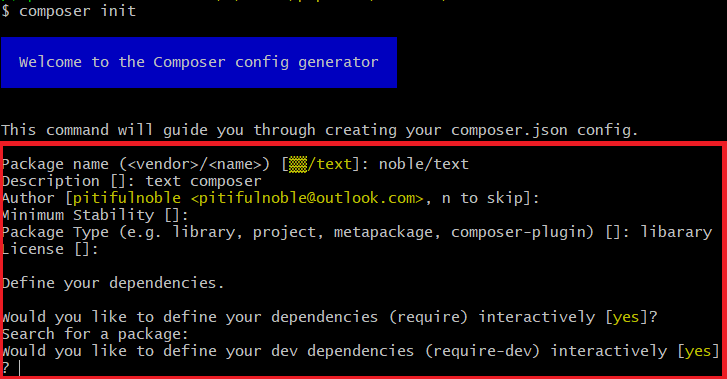 $ composer init
Welcome to the Composer config generator
This command will guide you through creating your composer.json config.
Package name (<vendor>/<name>) [▒▒/text]: noble/text
Description []: text composer
Author [pitifulnoble <pitifulnoble@outlook.com>, n to skip]:
Minimum Stability []:
Package Type (e.g. library, project, metapackage, composer-plugin) []: libarary
License []:
Define your dependencies.
Would you like to define your dependencies (require) interactively [yes]?
Search for a package:
Would you like to define your dev dependencies (require-dev) interactively [yes]
?